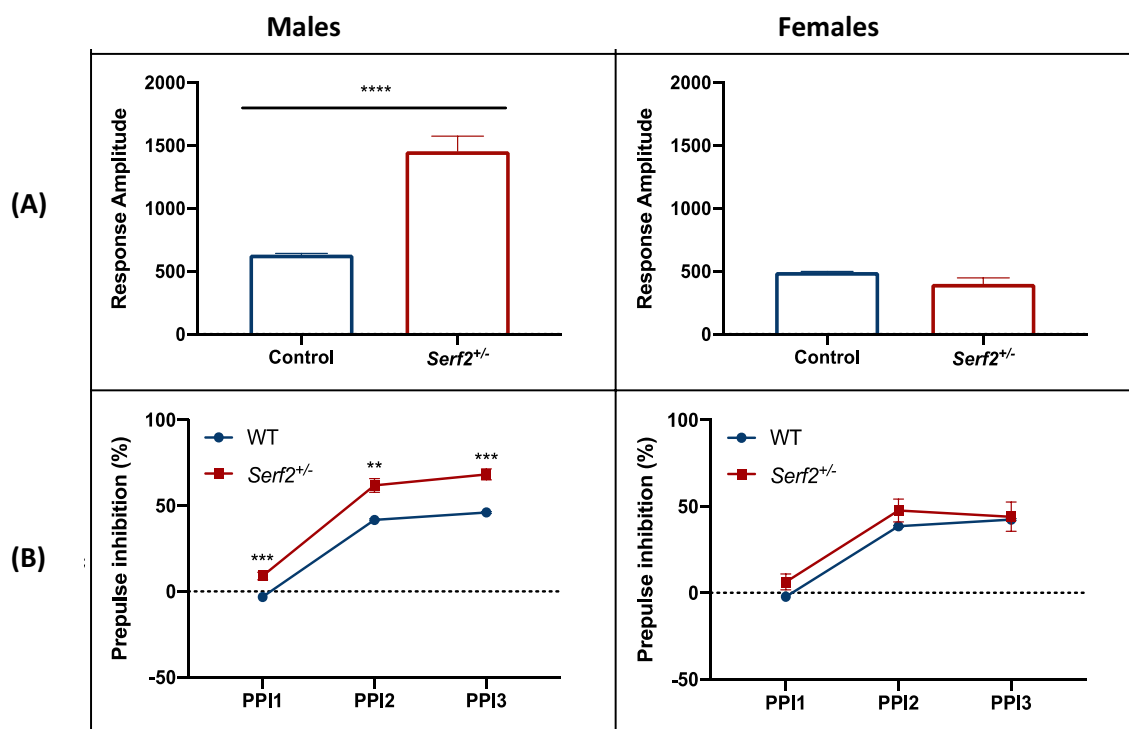 Males
Females
(A)
Response Amplitude
2000
1500
1000
500
0
****
Control
Serf2+/-
Response Amplitude
2000
1500
1000
500
0
Control
Serf2+/-
(B)
Prepulse inhibition (%)
100
50
0
-50
WT
Serf2+/-
***
**
***
PPI1
PPI2
PPI3
Prepulse inhibition (%)
100
50
0
-50
WT
Serf2+/-
PPI1
PPI2
PPI3